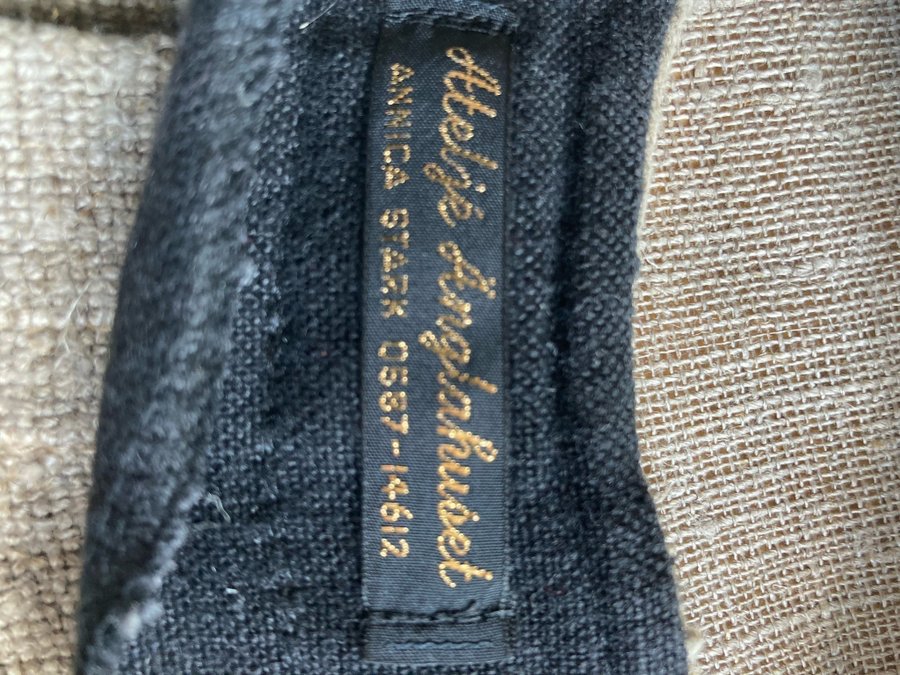 Ateljé Änglahuset
ANNICA STARK 0587-14612